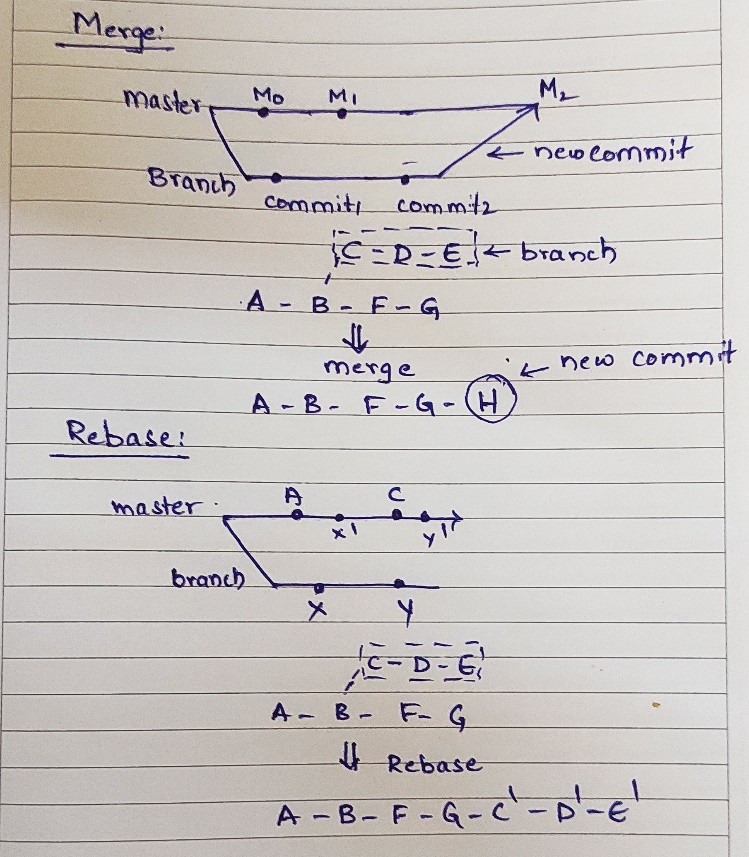 Merge:
master M0 M1 M2
← new commit
Branch commit1 commit2
C - D - E ← branch
A - B - F - G
⇓
merge
← new commit
A - B - F - G - H
Rebase:
master A C
x' y'
branch
X Y
C - D - E
A - B - F - G
⇓ Rebase
A - B - F - G - C' - D' - E'